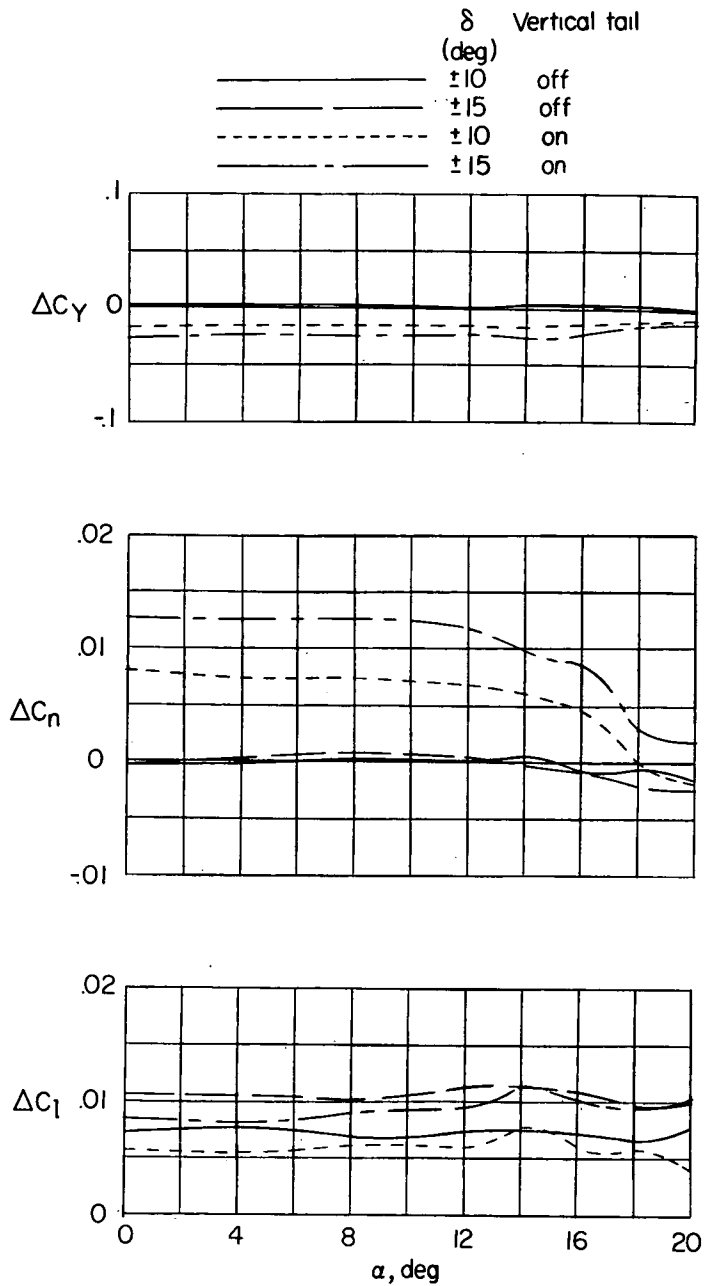 δ Vertical tail
(deg)
±10 off
±15 off
±10 on
±15 on
.1
ΔC_Y 0
-.1
.02
.01
ΔC_n
0
-.01
.02
ΔC_l .01
0
0 4 8 12 16 20
α, deg